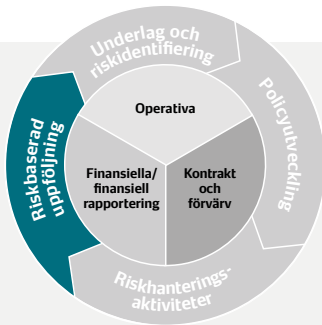 Underlag och
riskidentifiering
Policyutveckling
Operativa
Riskbaserad
uppföljning
Finansiella/
finansiell
rapportering
Kontrakt
och
förvärv
Riskhanterings-
aktiviteter